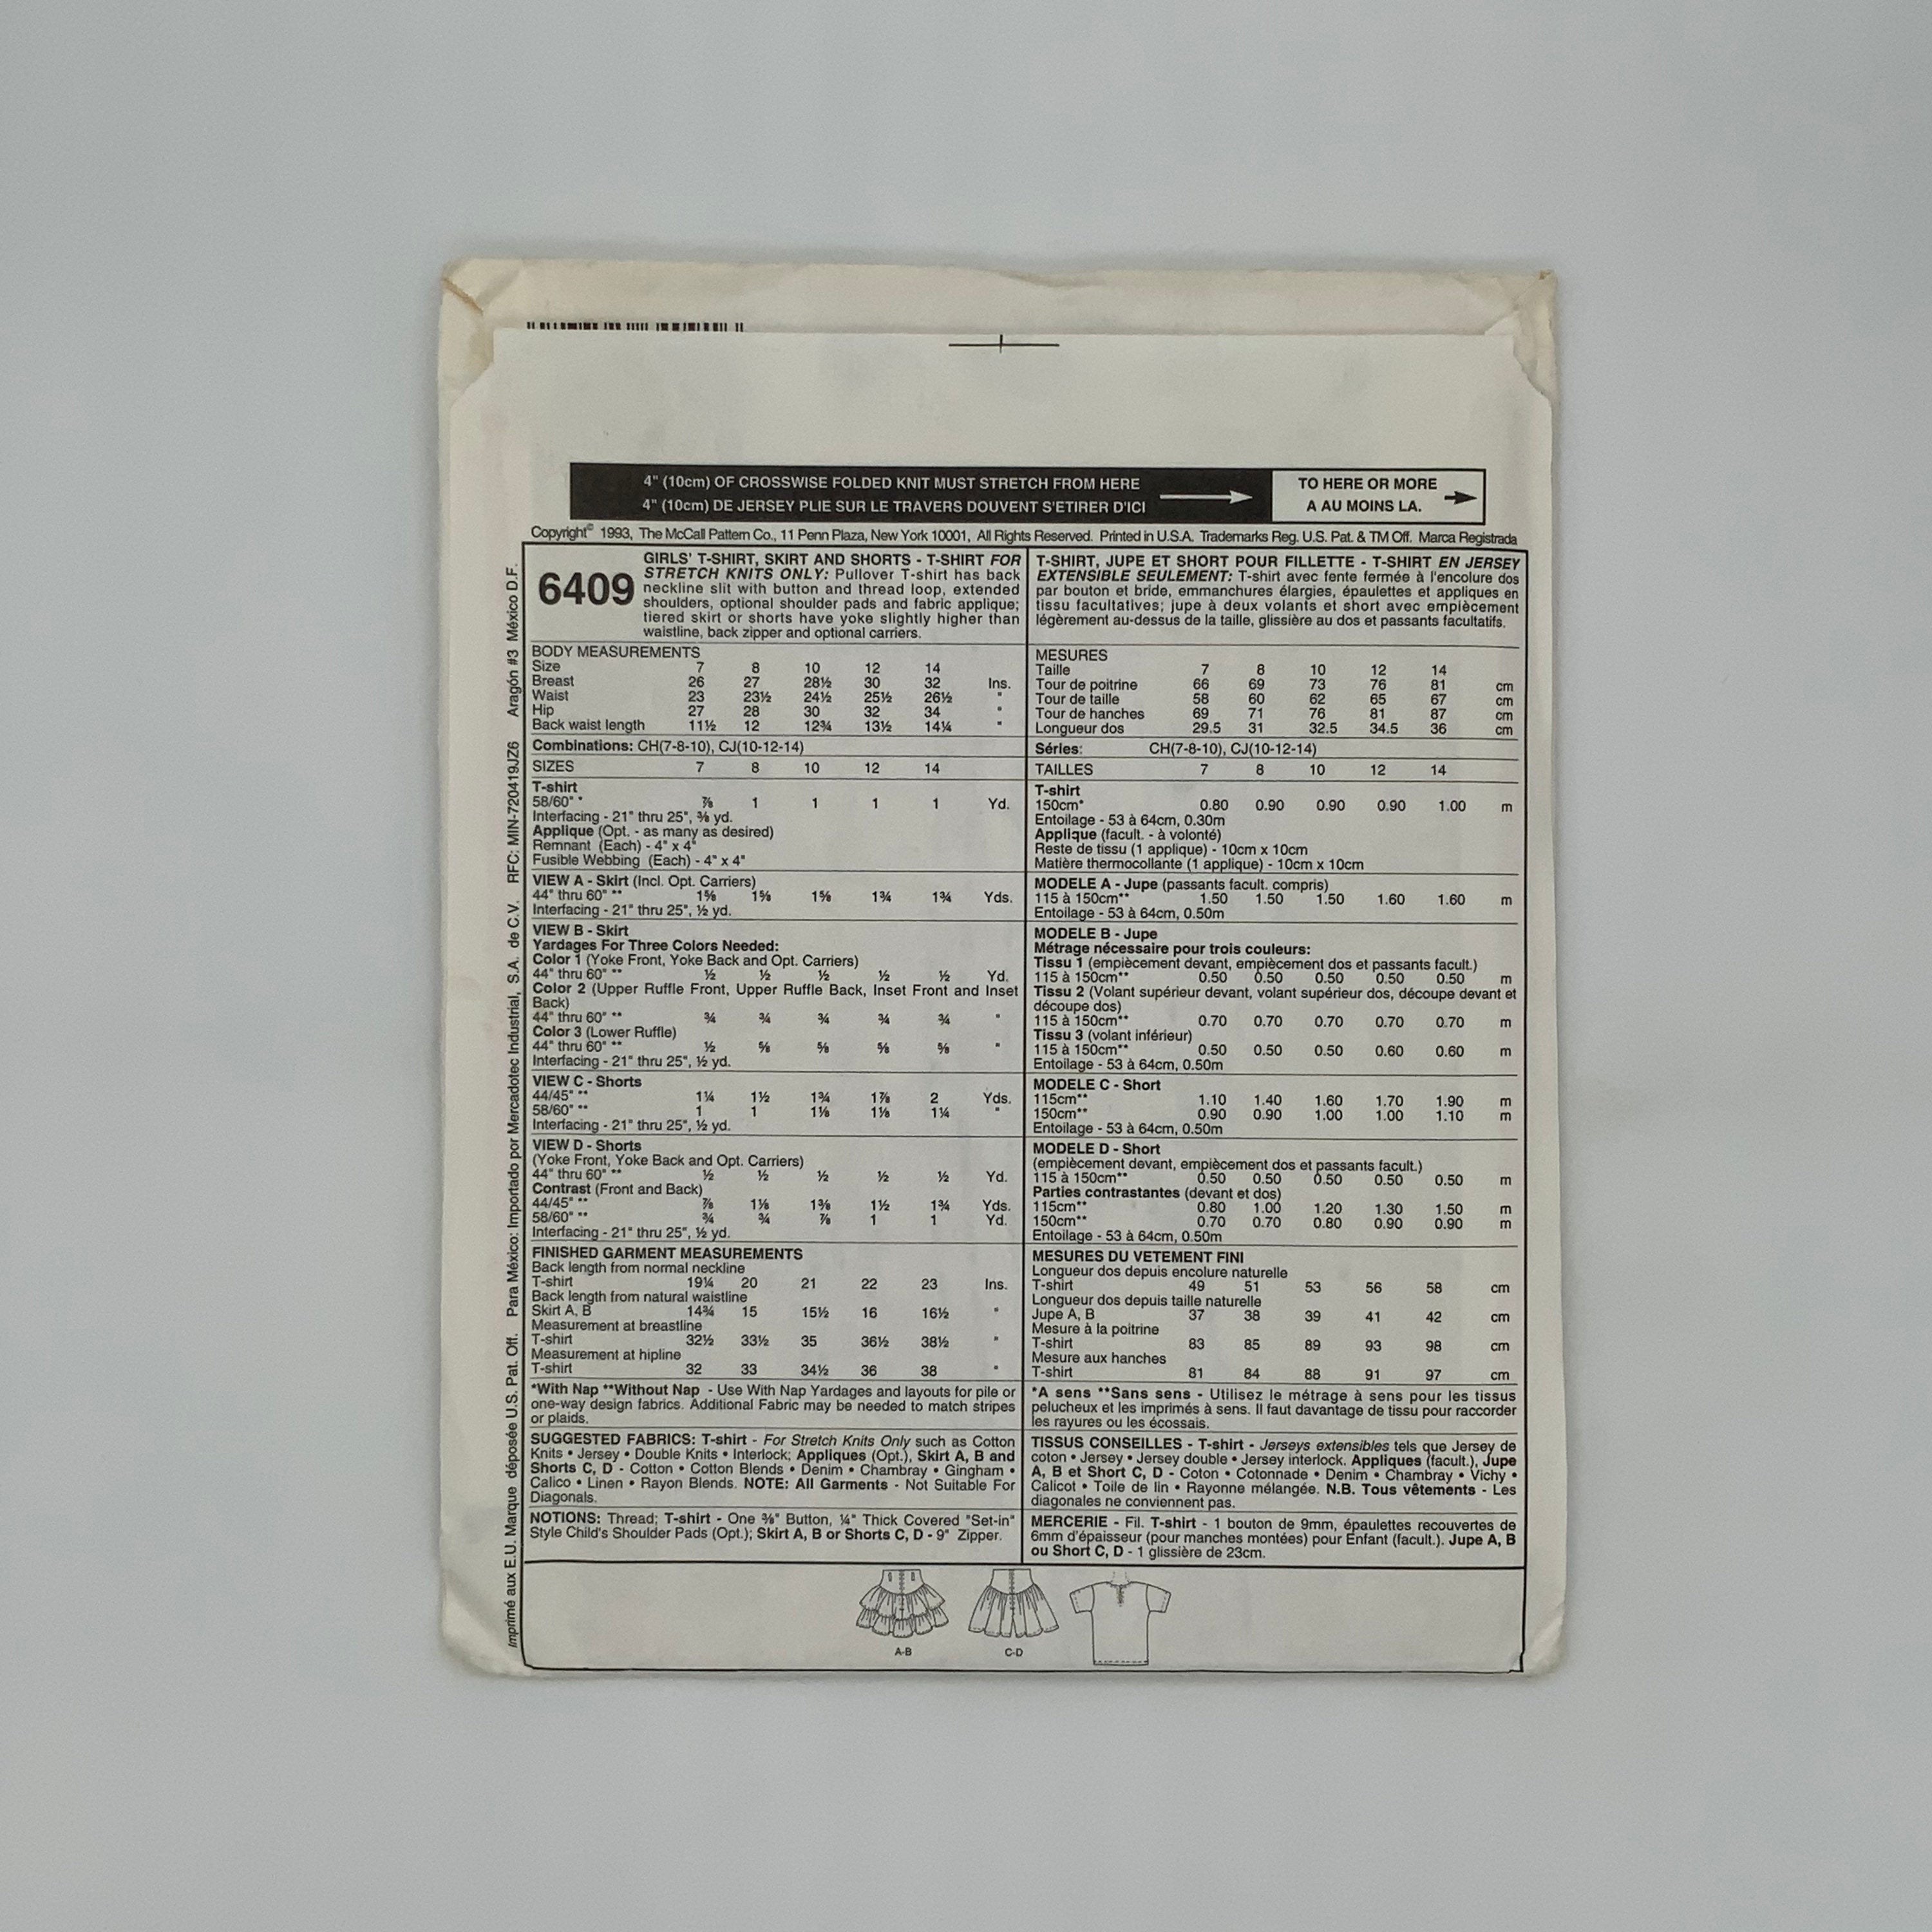 4" (10cm) OF CROSSWISE FOLDED KNIT MUST STRETCH FROM HERE
4" (10cm) DE JERSEY PLIE SUR LE TRAVERS DOUVENT S'ETIRER D'ICI
TO HERE OR MORE
A AU MOINS LA.
Copyright© 1993, The McCall Pattern Co., 11 Penn Plaza, New York 10001, All Rights Reserved. Printed in U.S.A. Trademarks Reg. U.S. Pat. & TM Off. Marca Registrada
Imprimé aux E.U. Marque déposée U.S. Pat. Off. Para México: Importado por Mercadotec Industrial, S.A. de C.V. RFC: MIN-720419JZ6 Aragón #3 México D.F.
6409
GIRLS' T-SHIRT, SKIRT AND SHORTS - T-SHIRT FOR
STRETCH KNITS ONLY: Pullover T-shirt has back
neckline slit with button and thread loop, extended
shoulders, optional shoulder pads and fabric applique;
tiered skirt or shorts have yoke slightly higher than
waistline, back zipper and optional carriers.
BODY MEASUREMENTS
Size 7 8 10 12 14
Breast 26 27 28½ 30 32 Ins.
Waist 23 23½ 24½ 25½ 26½ "
Hip 27 28 30 32 34 "
Back waist length 11½ 12 12¾ 13½ 14¼ "
Combinations: CH(7-8-10), CJ(10-12-14)
SIZES 7 8 10 12 14
T-shirt
58/60" * ⅞ 1 1 1 1 Yd.
Interfacing - 21" thru 25", ⅜ yd.
Applique (Opt. - as many as desired)
Remnant (Each) - 4" x 4"
Fusible Webbing (Each) - 4" x 4"
VIEW A - Skirt (Incl. Opt. Carriers)
44" thru 60" ** 1⅝ 1⅝ 1⅝ 1¾ 1¾ Yds.
Interfacing - 21" thru 25", ½ yd.
VIEW B - Skirt
Yardages For Three Colors Needed:
Color 1 (Yoke Front, Yoke Back and Opt. Carriers)
44" thru 60" ** ½ ½ ½ ½ ½ Yd.
Color 2 (Upper Ruffle Front, Upper Ruffle Back, Inset Front and Inset
Back)
44" thru 60" ** ¾ ¾ ¾ ¾ ¾ "
Color 3 (Lower Ruffle)
44" thru 60" ** ½ ⅝ ⅝ ⅝ ⅝ "
Interfacing - 21" thru 25", ½ yd.
VIEW C - Shorts
44/45" ** 1¼ 1½ 1¾ 1⅞ 2 Yds.
58/60" ** 1 1 1⅛ 1⅛ 1¼ "
Interfacing - 21" thru 25", ½ yd.
VIEW D - Shorts
(Yoke Front, Yoke Back and Opt. Carriers)
44" thru 60" ** ½ ½ ½ ½ ½ Yd.
Contrast (Front and Back)
44/45" ** ⅞ 1⅛ 1⅜ 1½ 1¾ Yds.
58/60" ** ¾ ¾ ⅞ 1 1 Yd.
Interfacing - 21" thru 25", ½ yd.
FINISHED GARMENT MEASUREMENTS
Back length from normal neckline
T-shirt 19¼ 20 21 22 23 Ins.
Back length from natural waistline
Skirt A, B 14¾ 15 15½ 16 16½ "
Measurement at breastline
T-shirt 32½ 33½ 35 36½ 38½ "
Measurement at hipline
T-shirt 32 33 34½ 36 38 "
*With Nap **Without Nap - Use With Nap Yardages and layouts for pile or
one-way design fabrics. Additional Fabric may be needed to match stripes
or plaids.
SUGGESTED FABRICS: T-shirt - For Stretch Knits Only such as Cotton
Knits • Jersey • Double Knits • Interlock; Appliques (Opt.), Skirt A, B and
Shorts C, D - Cotton • Cotton Blends • Denim • Chambray • Gingham •
Calico • Linen • Rayon Blends. NOTE: All Garments - Not Suitable For
Diagonals.
NOTIONS: Thread; T-shirt - One ⅜" Button, ¼" Thick Covered "Set-in"
Style Child's Shoulder Pads (Opt.); Skirt A, B or Shorts C, D - 9" Zipper.
T-SHIRT, JUPE ET SHORT POUR FILLETTE - T-SHIRT EN JERSEY
EXTENSIBLE SEULEMENT: T-shirt avec fente fermée à l'encolure dos
par bouton et bride, emmanchures élargies, épaulettes et appliques en
tissu facultatives; jupe à deux volants et short avec empiècement
légèrement au-dessus de la taille, glissière au dos et passants facultatifs.
MESURES
Taille 7 8 10 12 14
Tour de poitrine 66 69 73 76 81 cm
Tour de taille 58 60 62 65 67 cm
Tour de hanches 69 71 76 81 87 cm
Longueur dos 29.5 31 32.5 34.5 36 cm
Séries: CH(7-8-10), CJ(10-12-14)
TAILLES 7 8 10 12 14
T-shirt
150cm* 0.80 0.90 0.90 0.90 1.00 m
Entoilage - 53 à 64cm, 0.30m
Applique (facult. - à volonté)
Reste de tissu (1 applique) - 10cm x 10cm
Matière thermocollante (1 applique) - 10cm x 10cm
MODELE A - Jupe (passants facult. compris)
115 à 150cm** 1.50 1.50 1.50 1.60 1.60 m
Entoilage - 53 à 64cm, 0.50m
MODELE B - Jupe
Métrage nécessaire pour trois couleurs:
Tissu 1 (empiècement devant, empiècement dos et passants facult.)
115 à 150cm** 0.50 0.50 0.50 0.50 0.50 m
Tissu 2 (Volant supérieur devant, volant supérieur dos, découpe devant et
découpe dos)
115 à 150cm** 0.70 0.70 0.70 0.70 0.70 m
Tissu 3 (volant inférieur)
115 à 150cm** 0.50 0.50 0.50 0.60 0.60 m
Entoilage - 53 à 64cm, 0.50m
MODELE C - Short
115cm** 1.10 1.40 1.60 1.70 1.90 m
150cm** 0.90 0.90 1.00 1.00 1.10 m
Entoilage - 53 à 64cm, 0.50m
MODELE D - Short
(empiècement devant, empiècement dos et passants facult.)
115 à 150cm** 0.50 0.50 0.50 0.50 0.50 m
Parties contrastantes (devant et dos)
115cm** 0.80 1.00 1.20 1.30 1.50 m
150cm** 0.70 0.70 0.80 0.90 0.90 m
Entoilage - 53 à 64cm, 0.50m
MESURES DU VETEMENT FINI
Longueur dos depuis encolure naturelle
T-shirt 49 51 53 56 58 cm
Longueur dos depuis taille naturelle
Jupe A, B 37 38 39 41 42 cm
Mesure à la poitrine
T-shirt 83 85 89 93 98 cm
Mesure aux hanches
T-shirt 81 84 88 91 97 cm
*A sens **Sans sens - Utilisez le métrage à sens pour les tissus
pelucheux et les imprimés à sens. Il faut davantage de tissu pour raccorder
les rayures ou les écossais.
TISSUS CONSEILLES - T-shirt - Jerseys extensibles tels que Jersey de
coton • Jersey • Jersey double • Jersey interlock. Appliques (facult.), Jupe
A, B et Short C, D - Coton • Cotonnade • Denim • Chambray • Vichy •
Calicot • Toile de lin • Rayonne mélangée. N.B. Tous vêtements - Les
diagonales ne conviennent pas.
MERCERIE - Fil. T-shirt - 1 bouton de 9mm, épaulettes recouvertes de
6mm d'épaisseur (pour manches montées) pour Enfant (facult.). Jupe A, B
ou Short C, D - 1 glissière de 23cm.
A-B
C-D